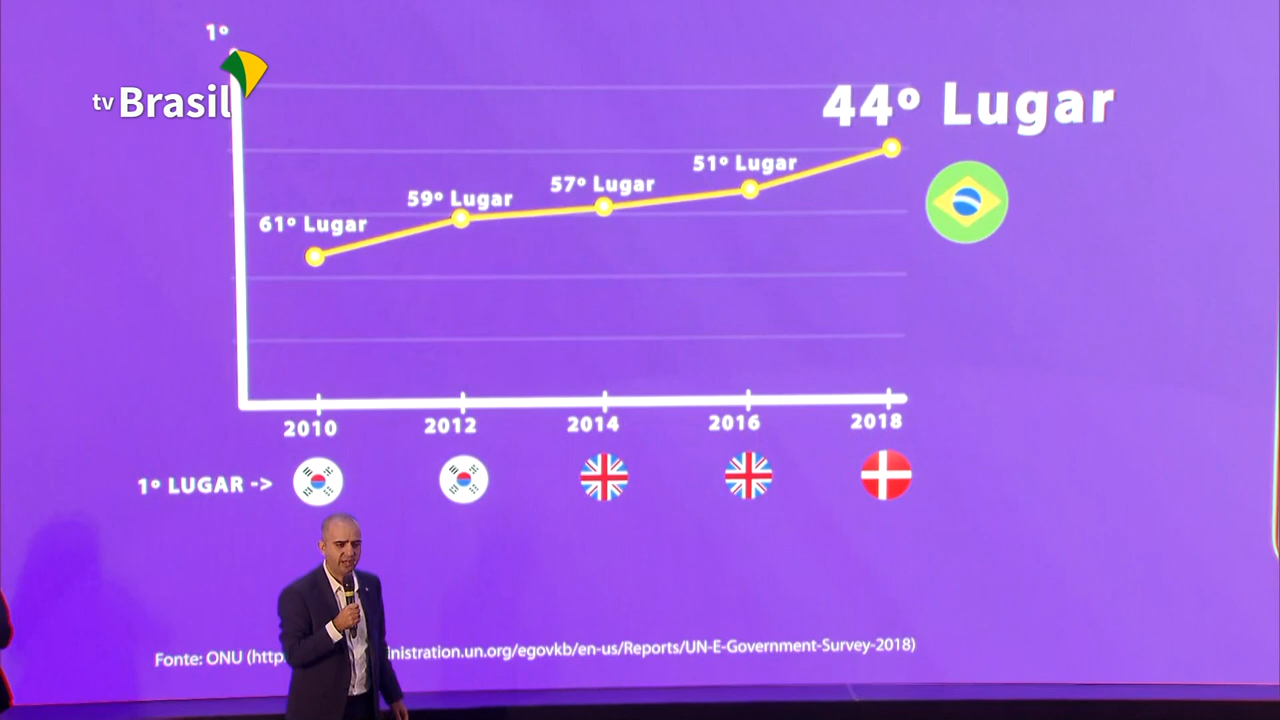 1º
tv Brasil
44º Lugar
51º Lugar
57º Lugar
59º Lugar
61º Lugar
2010 2012 2014 2016 2018
1º LUGAR ->
Fonte: ONU (http. inistration.un.org/egovkb/en-us/Reports/UN-E-Government-Survey-2018)